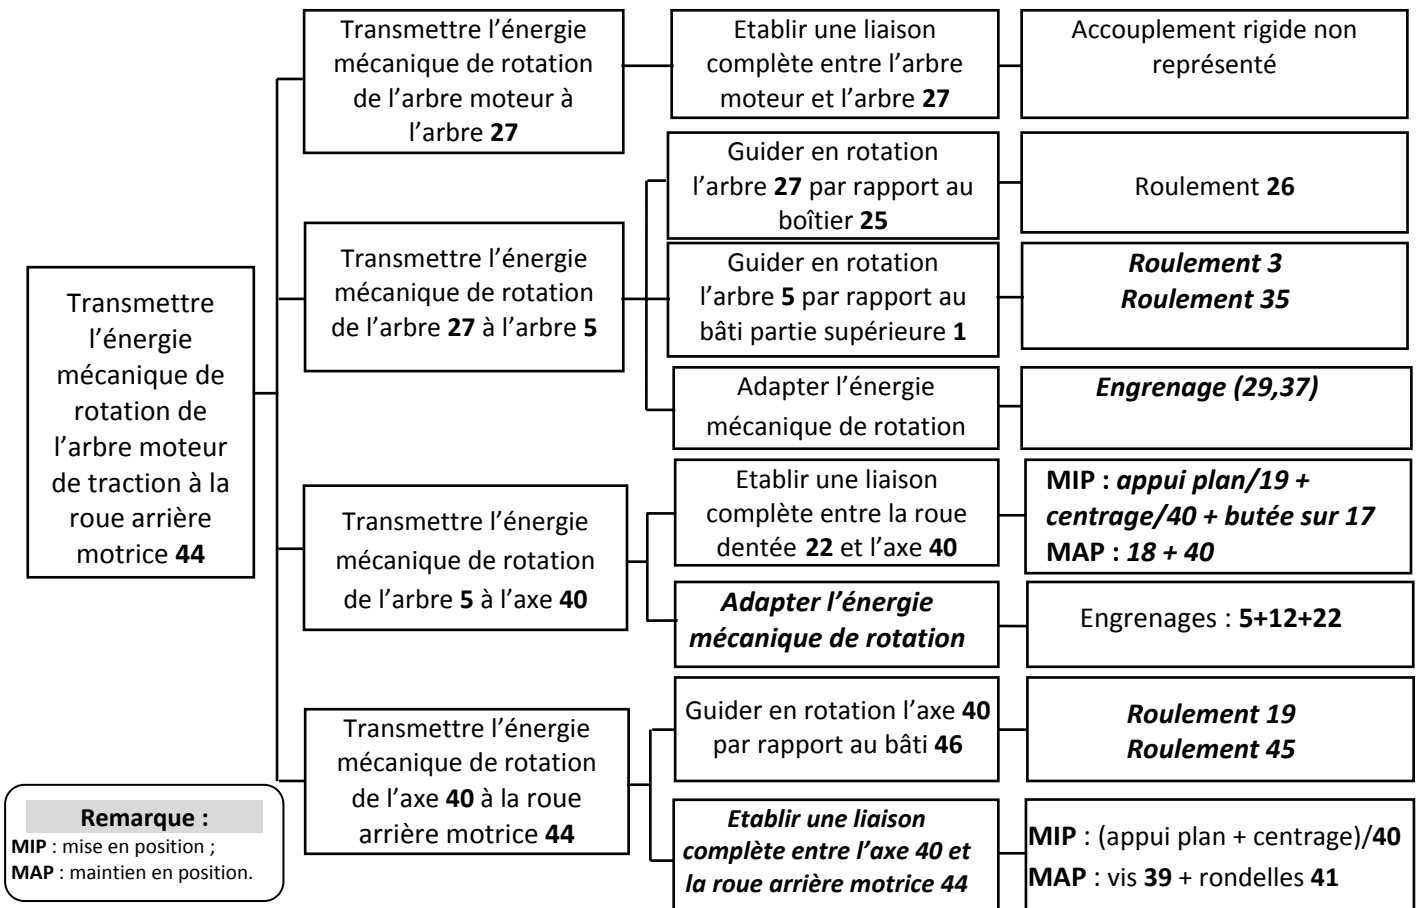 Transmettre
l’énergie
mécanique de
rotation de
l’arbre moteur
de traction à la
roue arrière
motrice 44
Transmettre l’énergie
mécanique de rotation
de l’arbre moteur à
l’arbre 27
Etablir une liaison
complète entre l’arbre
moteur et l’arbre 27
Accouplement rigide non
représenté
Transmettre l’énergie
mécanique de rotation
de l’arbre 27 à l’arbre 5
Guider en rotation
l’arbre 27 par rapport au
boîtier 25
Roulement 26
Guider en rotation
l’arbre 5 par rapport au
bâti partie supérieure 1
Roulement 3
Roulement 35
Adapter l’énergie
mécanique de rotation
Engrenage (29,37)
Transmettre l’énergie
mécanique de rotation
de l’arbre 5 à l’axe 40
Etablir une liaison
complète entre la roue
dentée 22 et l’axe 40
MIP : appui plan/19 +
centrage/40 + butée sur 17
MAP : 18 + 40
Adapter l’énergie
mécanique de rotation
Engrenages : 5+12+22
Transmettre l’énergie
mécanique de rotation
de l’axe 40 à la roue
arrière motrice 44
Guider en rotation l’axe 40
par rapport au bâti 46
Roulement 19
Roulement 45
Etablir une liaison
complète entre l’axe 40 et
la roue arrière motrice 44
MIP : (appui plan + centrage)/40
MAP : vis 39 + rondelles 41
Remarque :
MIP : mise en position ;
MAP : maintien en position.